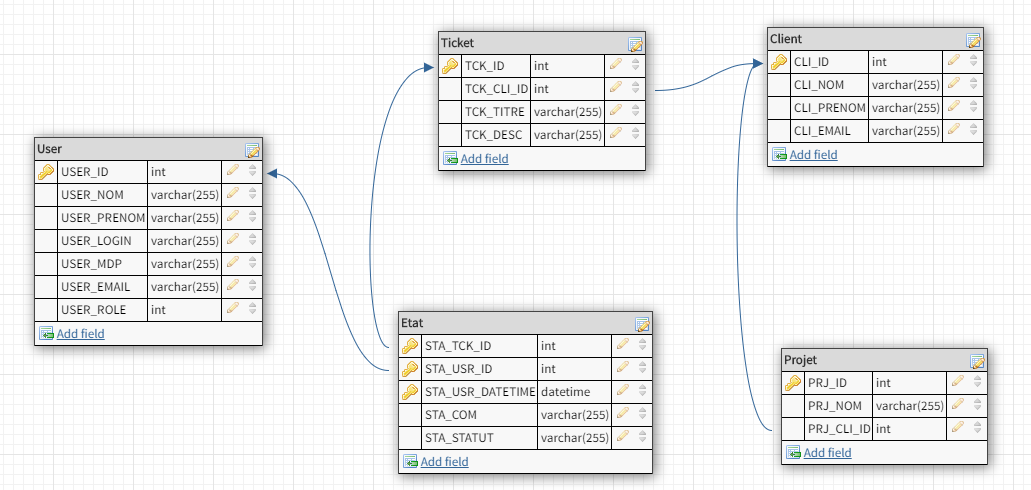 Ticket
TCK_ID int
TCK_CLI_ID int
TCK_TITRE varchar(255)
TCK_DESC varchar(255)
Add field
Client
CLI_ID int
CLI_NOM varchar(255)
CLI_PRENOM varchar(255)
CLI_EMAIL varchar(255)
Add field
User
USER_ID int
USER_NOM varchar(255)
USER_PRENOM varchar(255)
USER_LOGIN varchar(255)
USER_MDP varchar(255)
USER_EMAIL varchar(255)
USER_ROLE int
Add field
Etat
STA_TCK_ID int
STA_USR_ID int
STA_USR_DATETIME datetime
STA_COM varchar(255)
STA_STATUT varchar(255)
Add field
Projet
PRJ_ID int
PRJ_NOM varchar(255)
PRJ_CLI_ID int
Add field